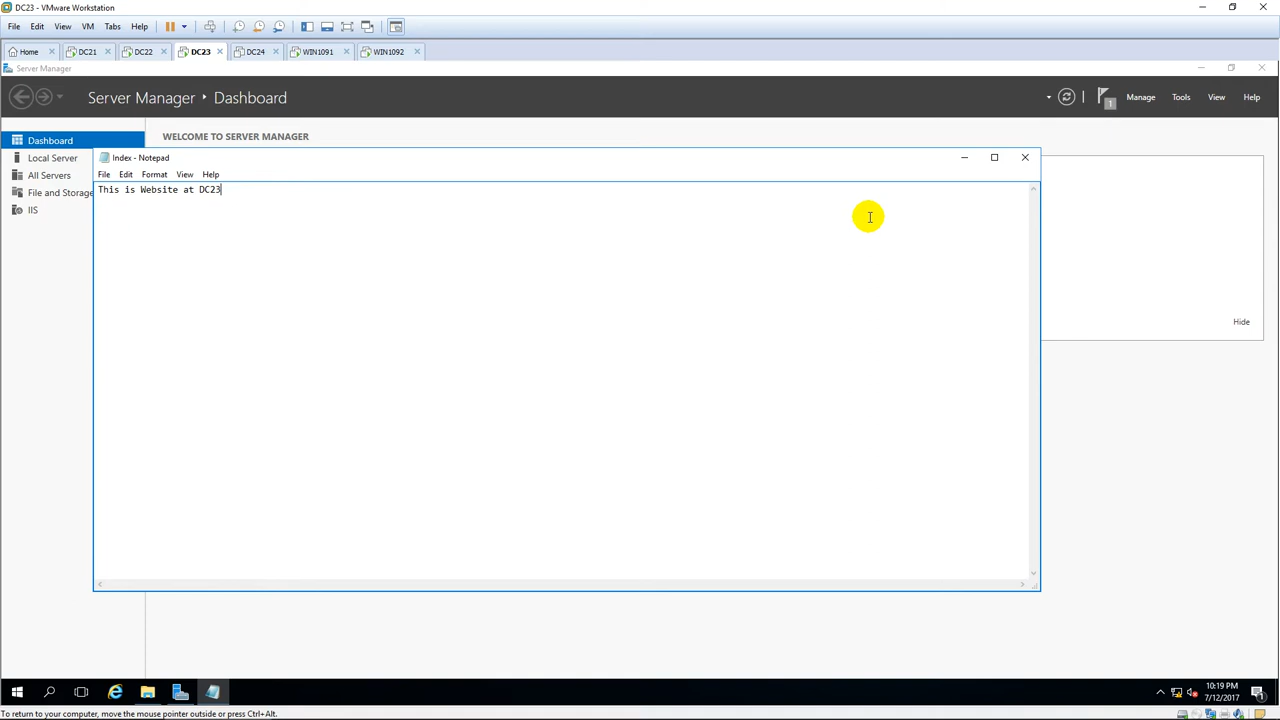 DC23 - VMware Workstation
File Edit View VM Tabs Help
Home DC21 DC22 DC23 DC24 WIN1091 WIN1092
Server Manager
Server Manager • Dashboard
1 Manage Tools View Help
Dashboard
Local Server
All Servers
File and Storage
IIS
WELCOME TO SERVER MANAGER
Index - Notepad
File Edit Format View Help
This is Website at DC23
Hide
10:19 PM
7/12/2017
1
To return to your computer, move the mouse pointer outside or press Ctrl+Alt.